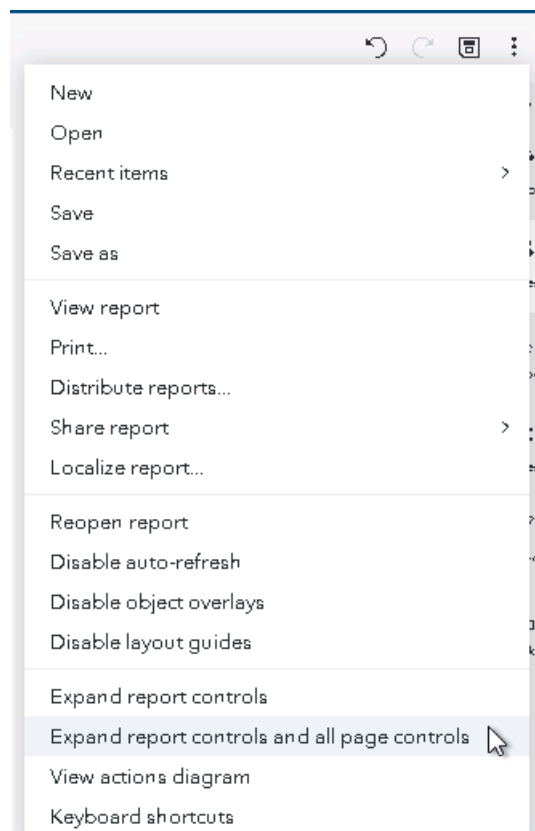 New
Open
Recent items
Save
Save as
View report
Print...
Distribute reports...
Share report
Localize report...
Reopen report
Disable auto-refresh
Disable object overlays
Disable layout guides
Expand report controls
Expand report controls and all page controls
View actions diagram
Keyboard shortcuts